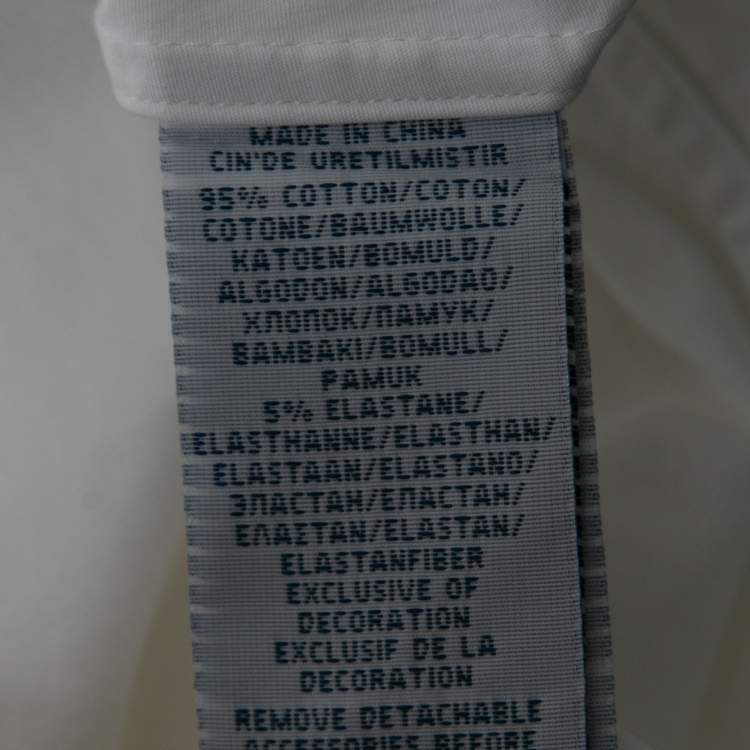 MADE IN CHINA
CIN'DE URETILMISTIR
95% COTTON/COTON/
COTONE/BAUMWOLLE/
KATOEN/BOMULD/
ALGODON/ALGODAO/
ХЛОПОК/ПАМУК/
BAMBAKI/BOMULL/
PAMUK
5% ELASTANE/
ELASTHANNE/ELASTHAN/
ELASTAAN/ELASTANO/
ЭЛАСТАН/ЕЛАСТАН/
ΕΛΑΣΤΑΝ/ELASTAN/
ELASTANFIBER
EXCLUSIVE OF
DECORATION
EXCLUSIF DE LA
DECORATION
REMOVE DETACHABLE
ACCESSORIES BEFORE